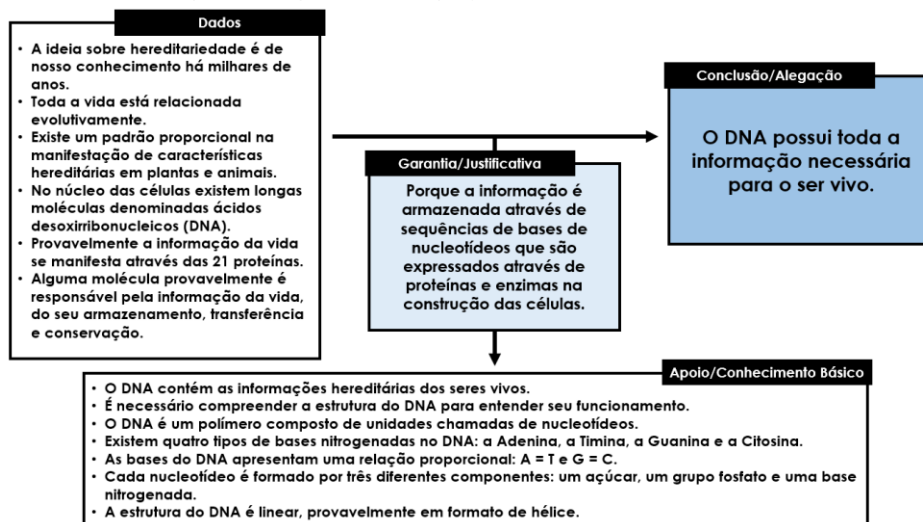 Dados
• A ideia sobre hereditariedade é de
nosso conhecimento há milhares de
anos.
• Toda a vida está relacionada
evolutivamente.
• Existe um padrão proporcional na
manifestação de características
hereditárias em plantas e animais.
• No núcleo das células existem longas
moléculas denominadas ácidos
desoxirribonucleicos (DNA).
• Provavelmente a informação da vida
se manifesta através das 21 proteínas.
• Alguma molécula provavelmente é
responsável pela informação da vida,
do seu armazenamento, transferência
e conservação.
Garantia/Justificativa
Porque a informação é
armazenada através de
sequências de bases de
nucleotídeos que são
expressados através de
proteínas e enzimas na
construção das células.
Conclusão/Alegação
O DNA possui toda a
informação necessária
para o ser vivo.
Apoio/Conhecimento Básico
• O DNA contém as informações hereditárias dos seres vivos.
• É necessário compreender a estrutura do DNA para entender seu funcionamento.
• O DNA é um polímero composto de unidades chamadas de nucleotídeos.
• Existem quatro tipos de bases nitrogenadas no DNA: a Adenina, a Timina, a Guanina e a Citosina.
• As bases do DNA apresentam uma relação proporcional: A = T e G = C.
• Cada nucleotídeo é formado por três diferentes componentes: um açúcar, um grupo fosfato e uma base
nitrogenada.
• A estrutura do DNA é linear, provavelmente em formato de hélice.